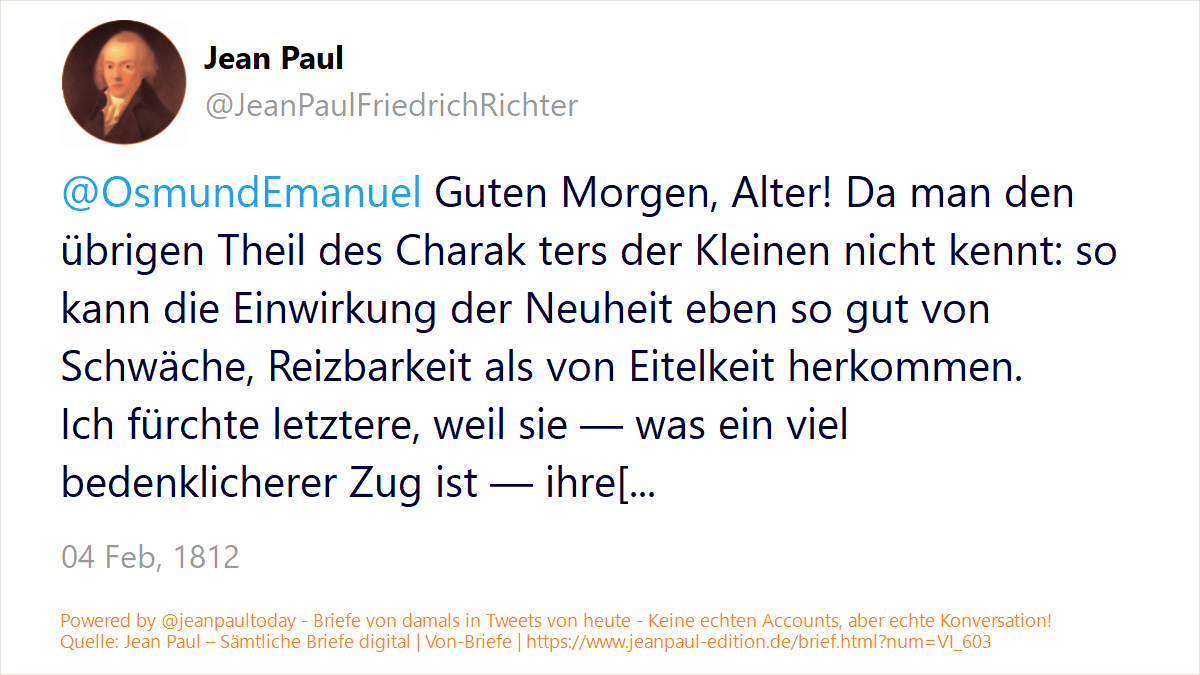 Jean Paul
@JeanPaulFriedrichRichter
@OsmundEmanuel Guten Morgen, Alter! Da man den
übrigen Theil des Charak ters der Kleinen nicht kennt: so
kann die Einwirkung der Neuheit eben so gut von
Schwäche, Reizbarkeit als von Eitelkeit herkommen.
Ich fürchte letztere, weil sie — was ein viel
bedenklicherer Zug ist — ihre[...
04 Feb, 1812
Powered by @jeanpaultoday - Briefe von damals in Tweets von heute - Keine echten Accounts, aber echte Konversation!
Quelle: Jean Paul – Sämtliche Briefe digital | Von-Briefe | https://www.jeanpaul-edition.de/brief.html?num=VI_603